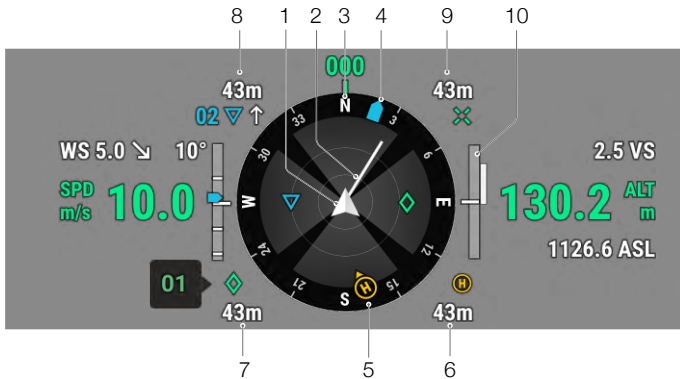 8 1 2 3 4 9 10
000
43m 43m
02
N
33 3
30 6
WS 5.0 10° 2.5 VS
SPD m/s 10.0 W E 130.2 ALT m
24 12
1126.6 ASL
01 21 S H 15 H
43m 43m
7 5 6